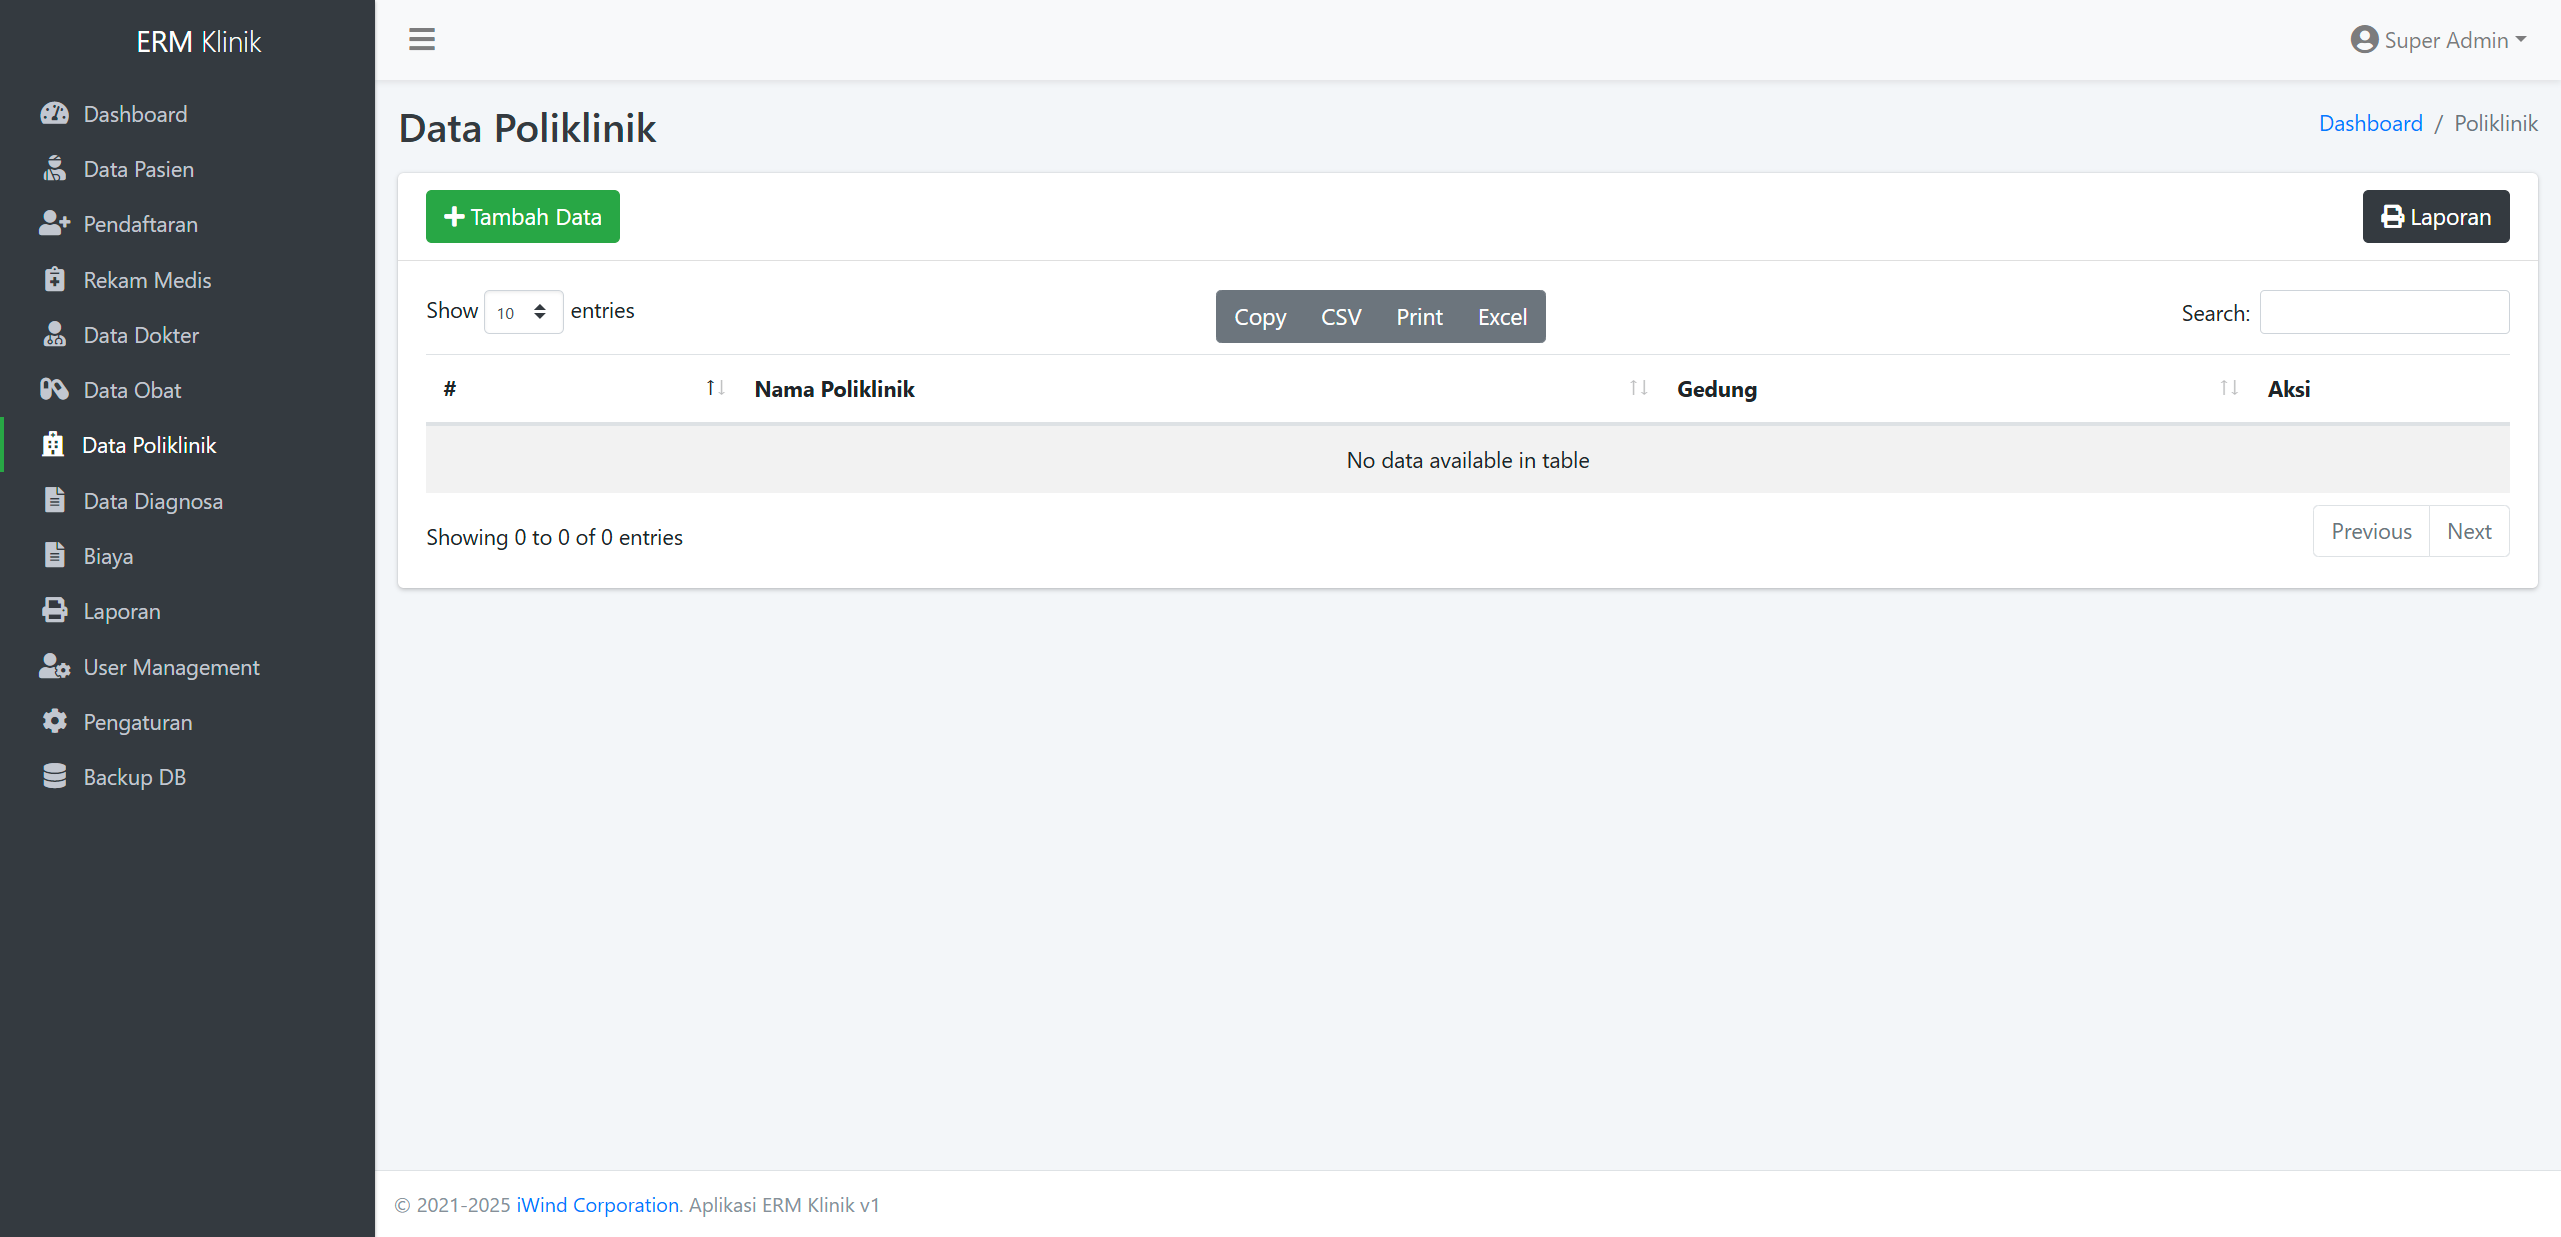 ERM Klinik
Dashboard
Data Pasien
Pendaftaran
Rekam Medis
Data Dokter
Data Obat
Data Poliklinik
Data Diagnosa
Biaya
Laporan
User Management
Pengaturan
Backup DB
Super Admin
Data Poliklinik
Dashboard / Poliklinik
Tambah Data
Laporan
Show 10 entries
Copy CSV Print Excel
Search:
# Nama Poliklinik Gedung Aksi
No data available in table
Showing 0 to 0 of 0 entries
Previous Next
© 2021-2025 iWind Corporation. Aplikasi ERM Klinik v1